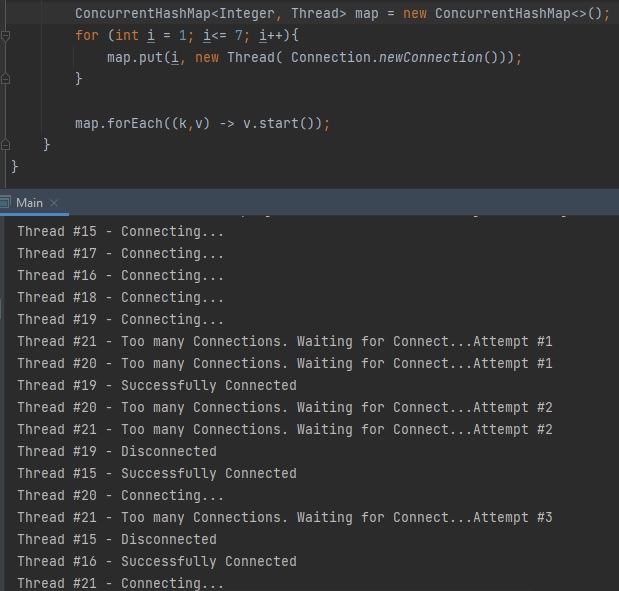 ConcurrentHashMap<Integer, Thread> map = new ConcurrentHashMap<>();
for (int i = 1; i<= 7; i++){
map.put(i, new Thread( Connection.newConnection()));
}
map.forEach((k,v) -> v.start());
}
}
Main ×
Thread #15 - Connecting...
Thread #17 - Connecting...
Thread #16 - Connecting...
Thread #18 - Connecting...
Thread #19 - Connecting...
Thread #21 - Too many Connections. Waiting for Connect...Attempt #1
Thread #20 - Too many Connections. Waiting for Connect...Attempt #1
Thread #19 - Successfully Connected
Thread #20 - Too many Connections. Waiting for Connect...Attempt #2
Thread #21 - Too many Connections. Waiting for Connect...Attempt #2
Thread #19 - Disconnected
Thread #15 - Successfully Connected
Thread #20 - Connecting...
Thread #21 - Too many Connections. Waiting for Connect...Attempt #3
Thread #15 - Disconnected
Thread #16 - Successfully Connected
Thread #21 - Connecting...